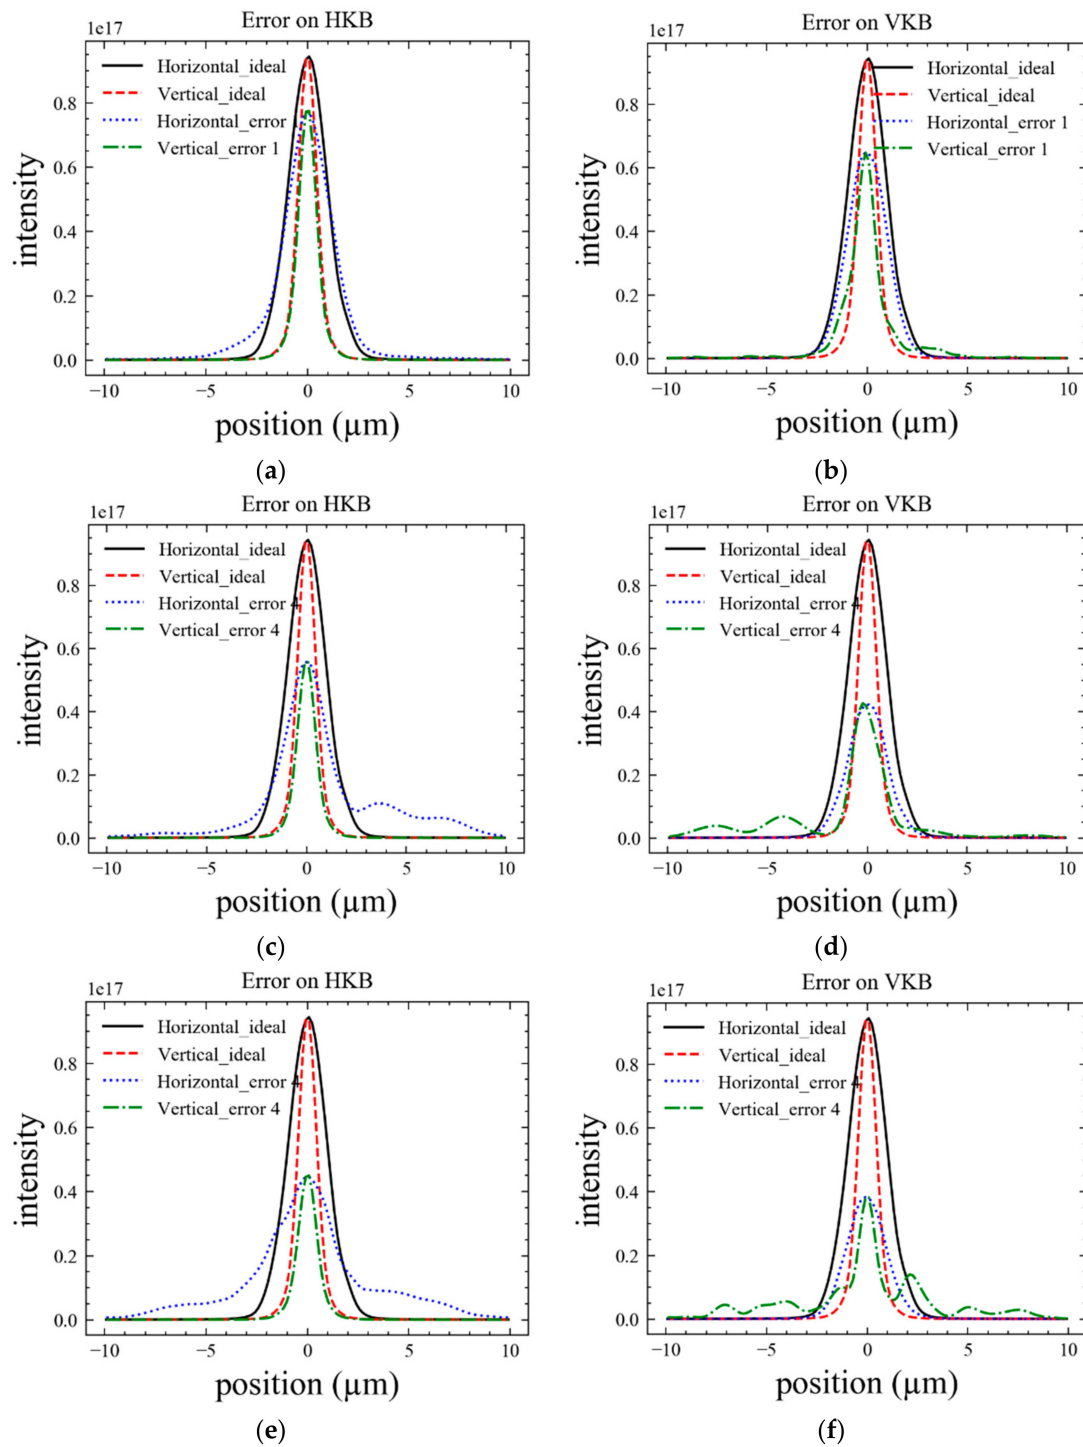 Error on HKB
1e17
Horizontal_ideal
Vertical_ideal
Horizontal_error
Vertical_error 1
intensity
0.8
0.6
0.4
0.2
0.0
−10
−5
0
5
10
position (µm)
(a)
Error on VKB
1e17
Horizontal_ideal
Vertical_ideal
Horizontal_error 1
Vertical_error 1
intensity
0.8
0.6
0.4
0.2
0.0
−10
−5
0
5
10
position (µm)
(b)
Error on HKB
1e17
Horizontal_ideal
Vertical_ideal
Horizontal_error 4
Vertical_error 4
intensity
0.8
0.6
0.4
0.2
0.0
−10
−5
0
5
10
position (µm)
(c)
Error on VKB
1e17
Horizontal_ideal
Vertical_ideal
Horizontal_error 4
Vertical_error 4
intensity
0.8
0.6
0.4
0.2
0.0
−10
−5
0
5
10
position (µm)
(d)
Error on HKB
1e17
Horizontal_ideal
Vertical_ideal
Horizontal_error 4
Vertical_error 4
intensity
0.8
0.6
0.4
0.2
0.0
−10
−5
0
5
10
position (µm)
(e)
Error on VKB
1e17
Horizontal_ideal
Vertical_ideal
Horizontal_error 4
Vertical_error 4
intensity
0.8
0.6
0.4
0.2
0.0
−10
−5
0
5
10
position (µm)
(f)